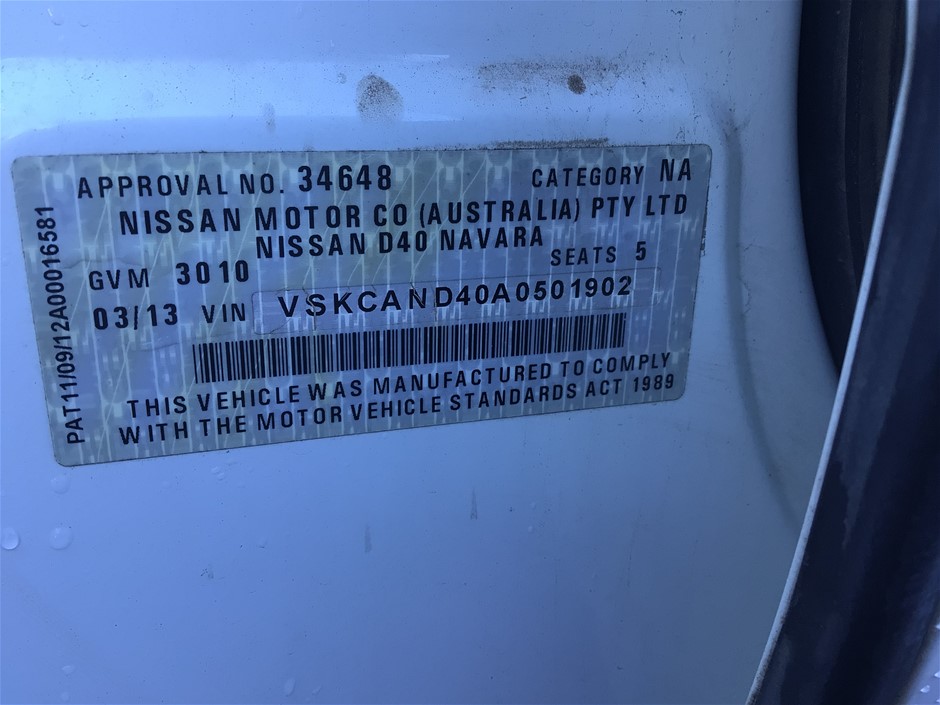 APPROVAL NO. 34648 CATEGORY NA
NISSAN MOTOR CO (AUSTRALIA) PTY LTD
NISSAN D40 NAVARA
GVM 3010 SEATS 5
03/13 VIN VSKCAND40A0501902
THIS VEHICLE WAS MANUFACTURED TO COMPLY
WITH THE MOTOR VEHICLE STANDARDS ACT 1989
PAT11/09/12A00016581